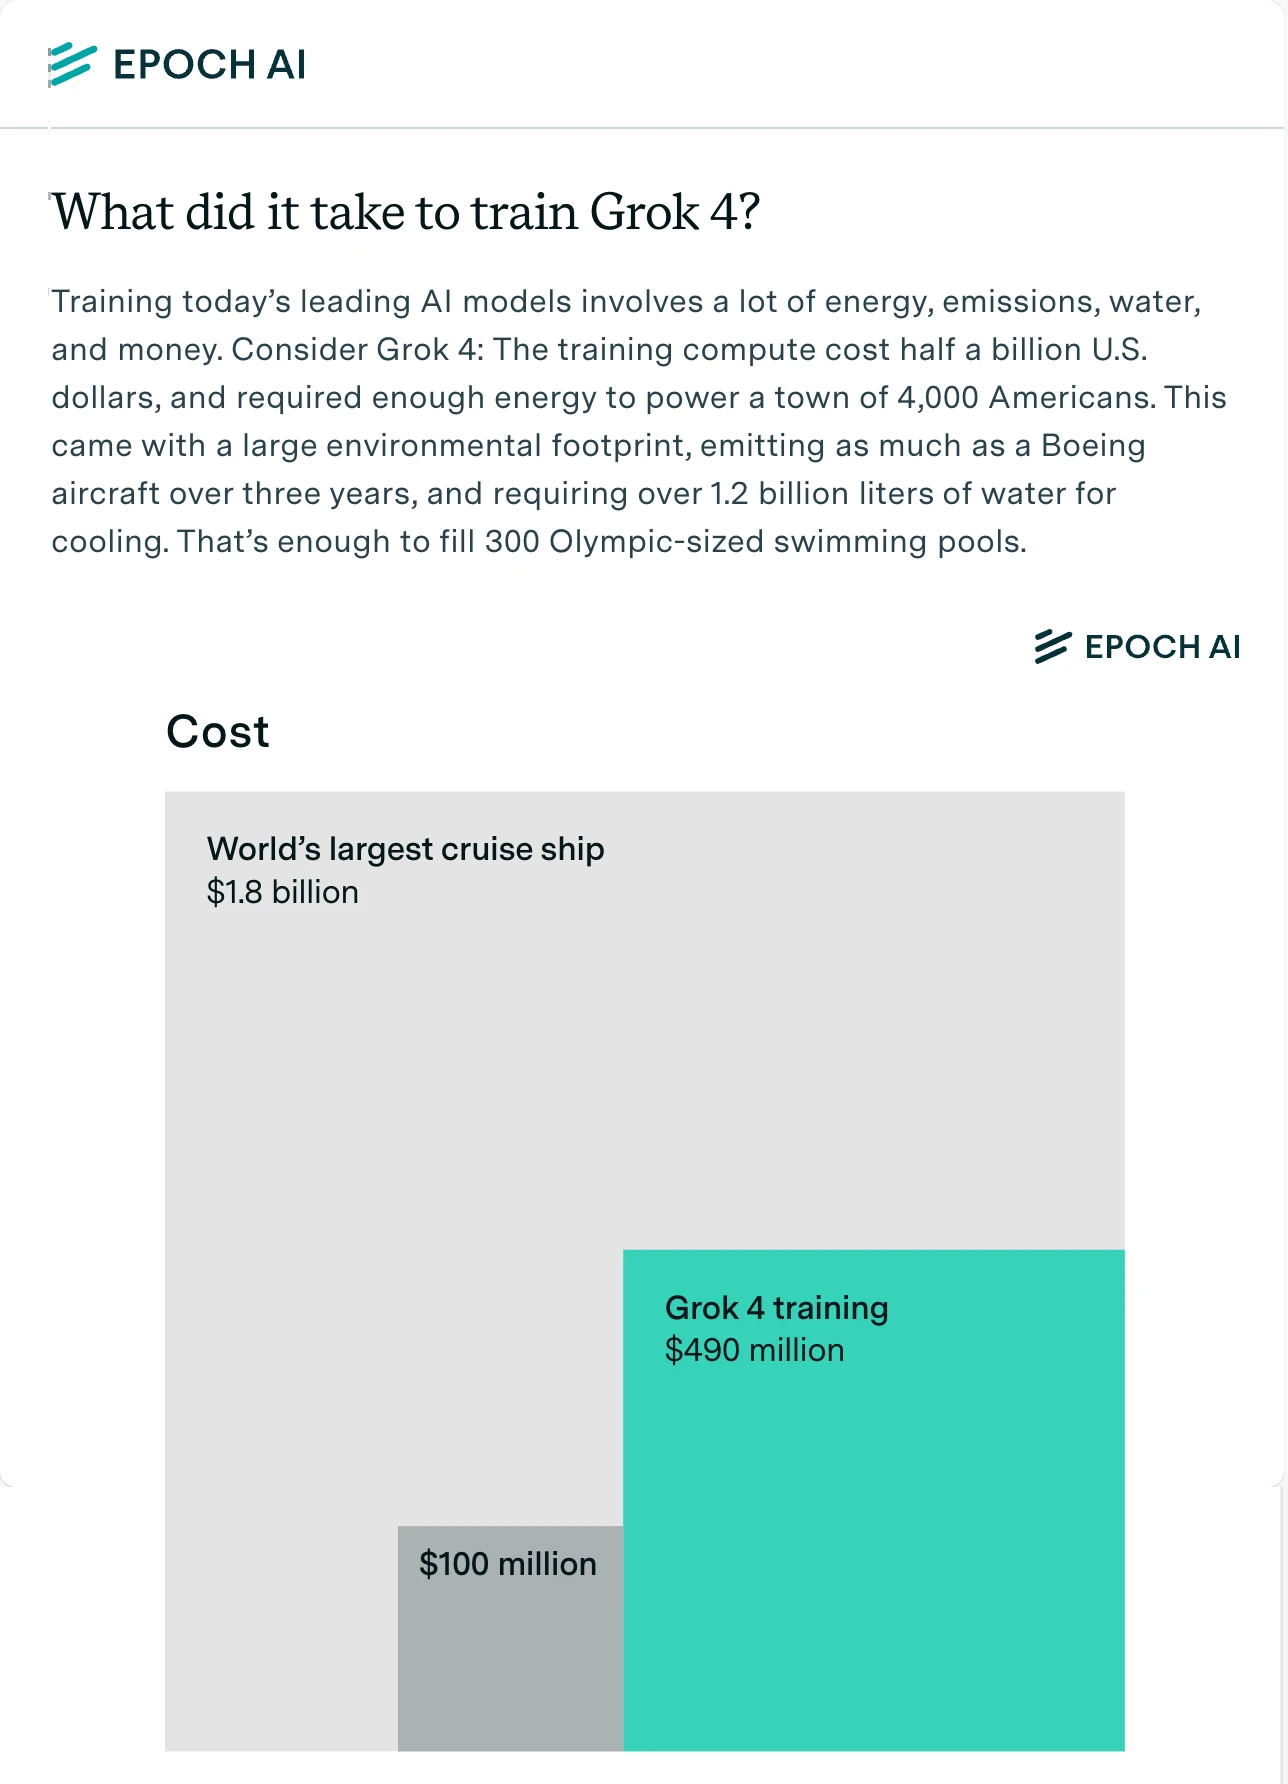 EPOCH AI
What did it take to train Grok 4?
Training today’s leading AI models involves a lot of energy, emissions, water,
and money. Consider Grok 4: The training compute cost half a billion U.S.
dollars, and required enough energy to power a town of 4,000 Americans. This
came with a large environmental footprint, emitting as much as a Boeing
aircraft over three years, and requiring over 1.2 billion liters of water for
cooling. That’s enough to fill 300 Olympic-sized swimming pools.
EPOCH AI
Cost
World’s largest cruise ship
$1.8 billion
Grok 4 training
$490 million
$100 million